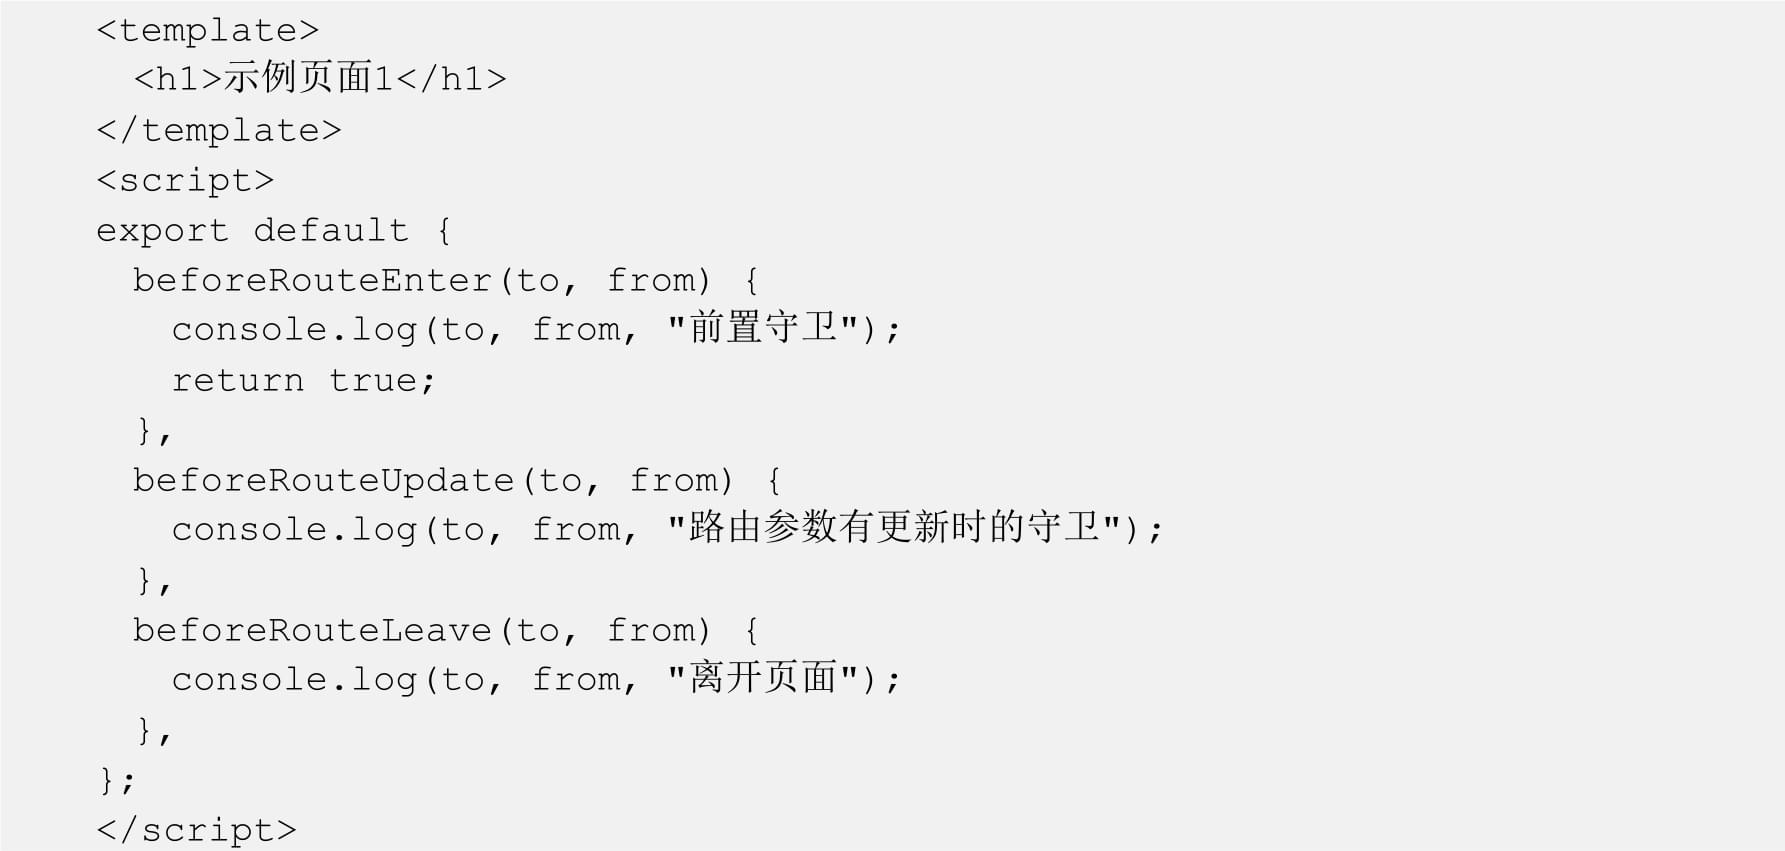 <template>
  <h1>示例页面1</h1>
</template>
<script>
export default {
  beforeRouteEnter(to, from) {
    console.log(to, from, "前置守卫");
    return true;
  },
  beforeRouteUpdate(to, from) {
    console.log(to, from, "路由参数有更新时的守卫");
  },
  beforeRouteLeave(to, from) {
    console.log(to, from, "离开页面");
  },
};
</script>